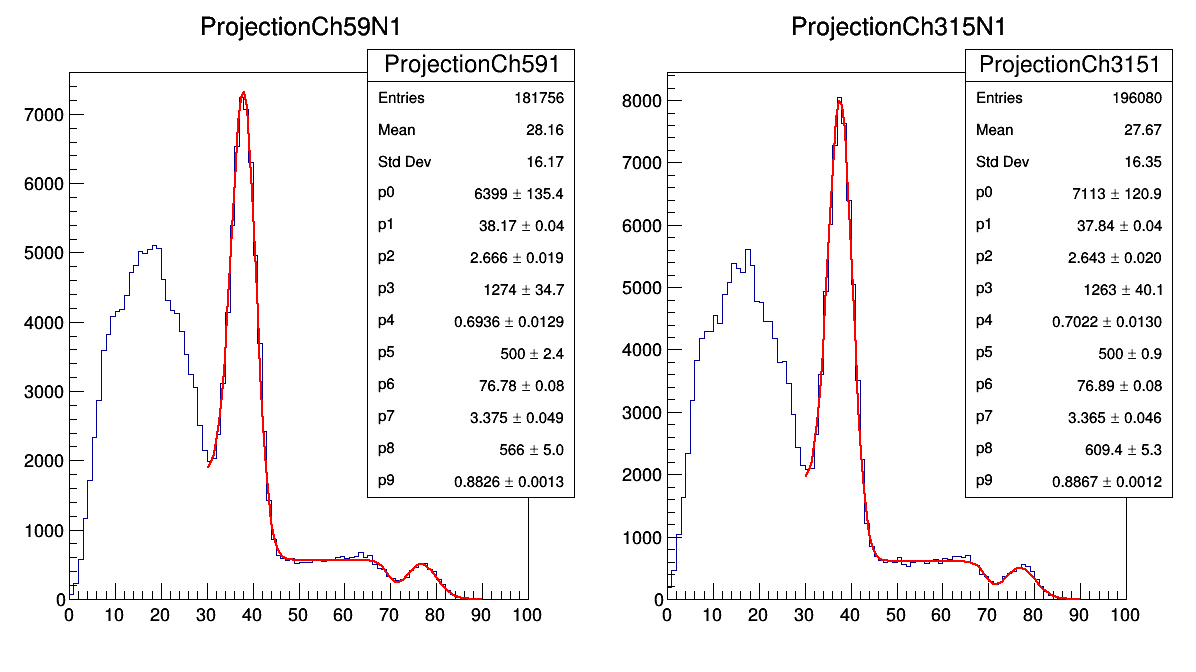 ProjectionCh59N1
ProjectionCh591
Entries 181756
Mean 28.16
Std Dev 16.17
p0 6399 ± 135.4
p1 38.17 ± 0.04
p2 2.666 ± 0.019
p3 1274 ± 34.7
p4 0.6936 ± 0.0129
p5 500 ± 2.4
p6 76.78 ± 0.08
p7 3.375 ± 0.049
p8 566 ± 5.0
p9 0.8826 ± 0.0013
7000
6000
5000
4000
3000
2000
1000
0
0 10 20 30 40 50 60 70 80 90 100
ProjectionCh315N1
ProjectionCh3151
Entries 196080
Mean 27.67
Std Dev 16.35
p0 7113 ± 120.9
p1 37.84 ± 0.04
p2 2.643 ± 0.020
p3 1263 ± 40.1
p4 0.7022 ± 0.0130
p5 500 ± 0.9
p6 76.89 ± 0.08
p7 3.365 ± 0.046
p8 609.4 ± 5.3
p9 0.8867 ± 0.0012
8000
7000
6000
5000
4000
3000
2000
1000
0
0 10 20 30 40 50 60 70 80 90 100